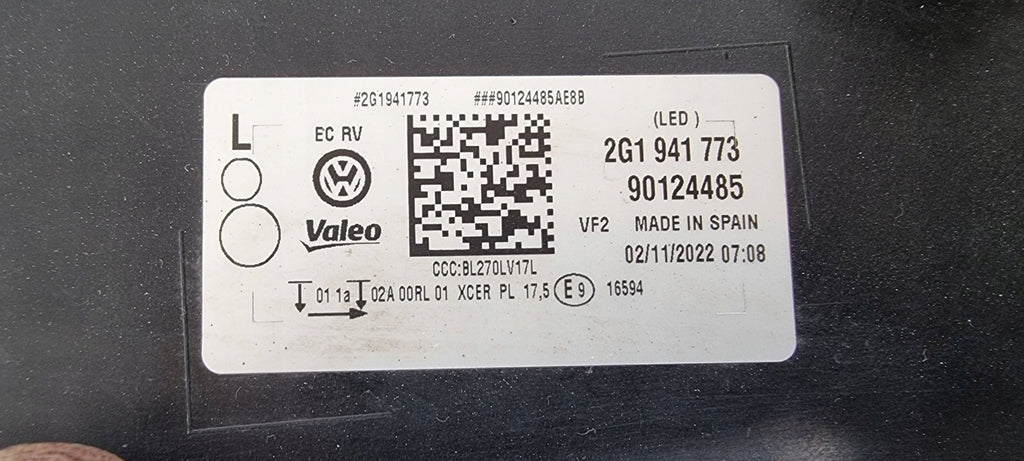 #2G1941773 ###90124485AE8B
L
EC RV
(LED )
2G1 941 773
90124485
Valeo
VF2 MADE IN SPAIN
02/11/2022 07:08
CCC:BL270LV17L
01 1a 02A 00RL 01 XCER PL 17,5 E9 16594